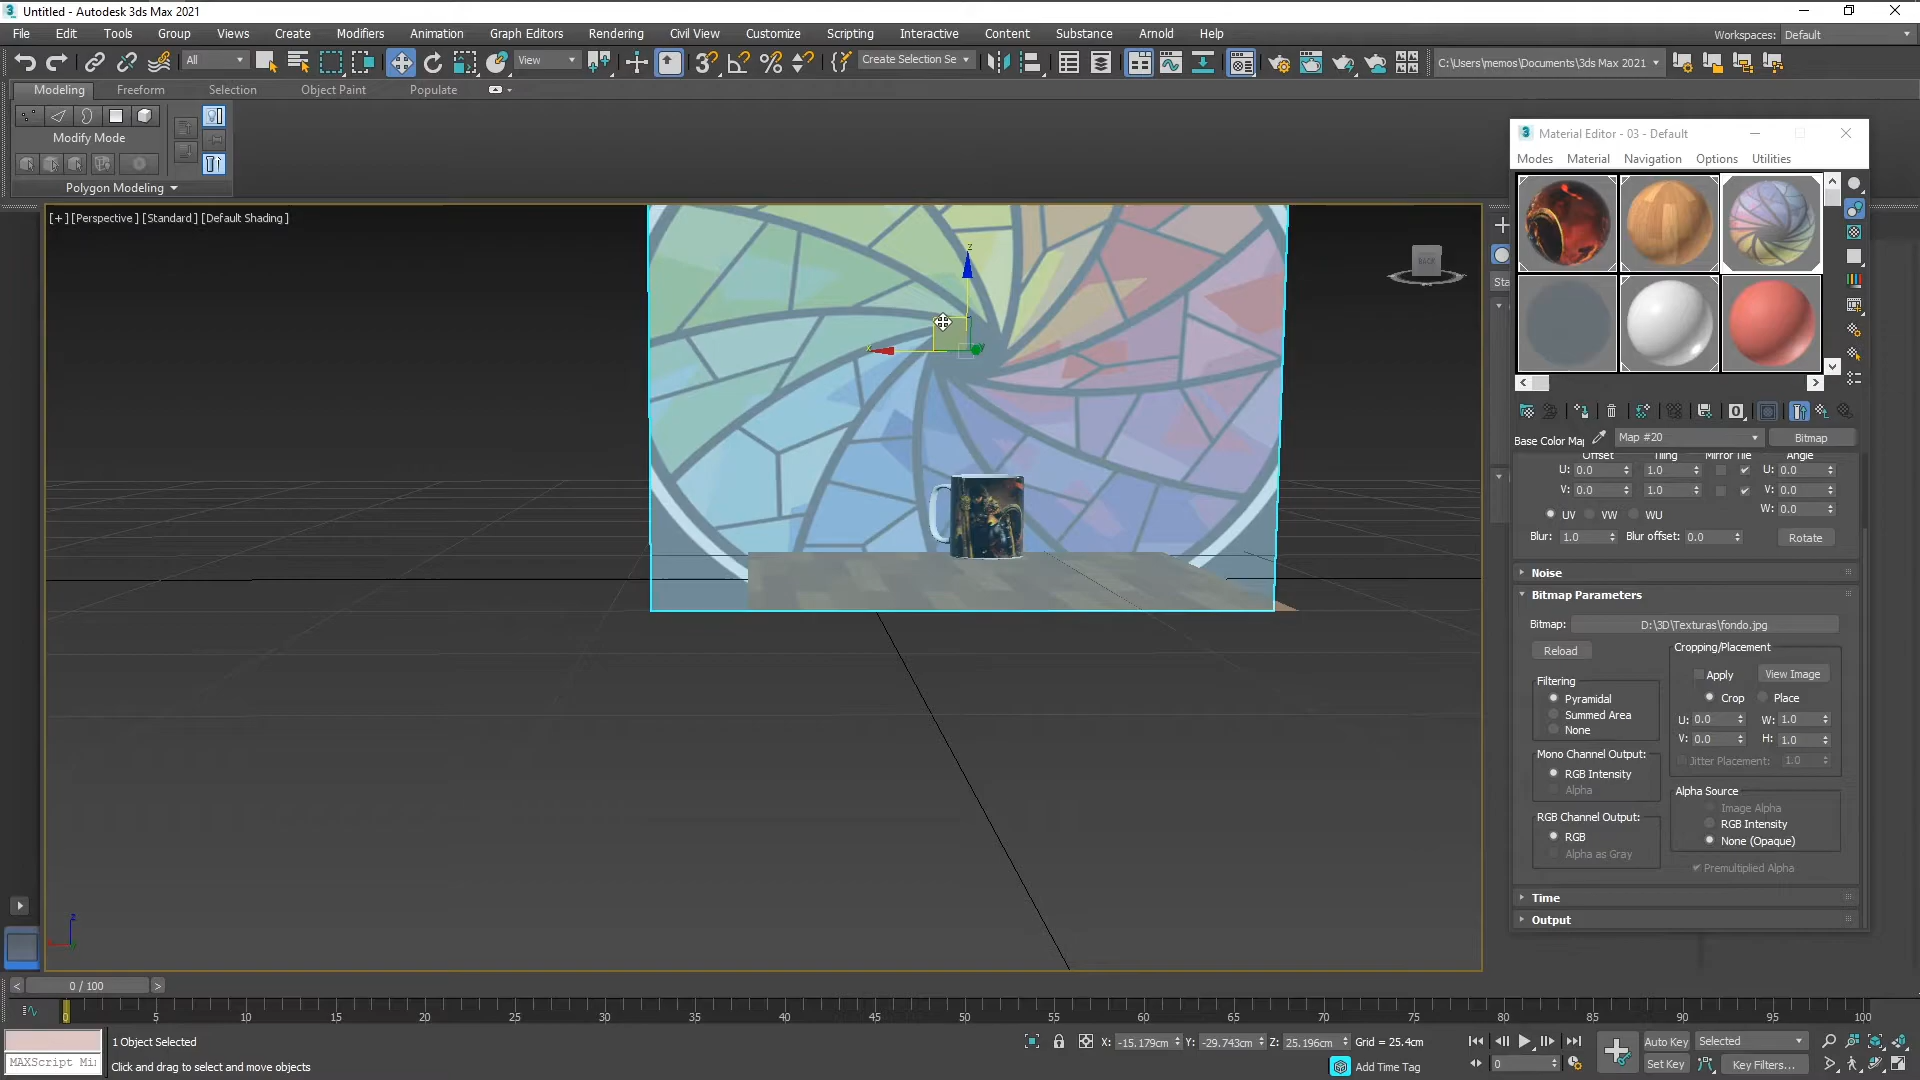 Untitled - Autodesk 3ds Max 2021
File Edit Tools Group Views Create Modifiers Animation Graph Editors Rendering Civil View Customize Scripting Interactive Content Substance Arnold Help
Workspaces: Default
All View Create Selection Se C:\Users\memos\Documents\3ds Max 2021
Modeling Freeform Selection Object Paint Populate
Modify Mode
Polygon Modeling
[+] [Perspective] [Standard] [Default Shading]
BACK
z
x
y
Sta
Material Editor - 03 - Default
Modes Material Navigation Options Utilities
Base Color Map Map #20 Bitmap
Offset Tiling Mirror Tile Angle
U: 0.0 1.0 U: 0.0
V: 0.0 1.0 V: 0.0
W: 0.0
UV VW WU
Blur: 1.0 Blur offset: 0.0 Rotate
Noise
Bitmap Parameters
Bitmap: D:\3D\Texturas\fondo.jpg
Reload
Cropping/Placement
Apply View Image
Crop Place
U: 0.0 W: 1.0
V: 0.0 H: 1.0
Jitter Placement: 1.0
Filtering
Pyramidal
Summed Area
None
Mono Channel Output:
RGB Intensity
Alpha
RGB Channel Output:
RGB
Alpha as Gray
Alpha Source
Image Alpha
RGB Intensity
None (Opaque)
Premultiplied Alpha
Time
Output
z
< 0 / 100 >
0 5 10 15 20 25 30 35 40 45 50 55 60 65 70 75 80 85 90 95 100
1 Object Selected
X: -15.179cm Y: -29.743cm Z: 25.196cm Grid = 25.4cm
Auto Key Selected
MAXScript Mi
Click and drag to select and move objects
Add Time Tag
0
Set Key Key Filters...